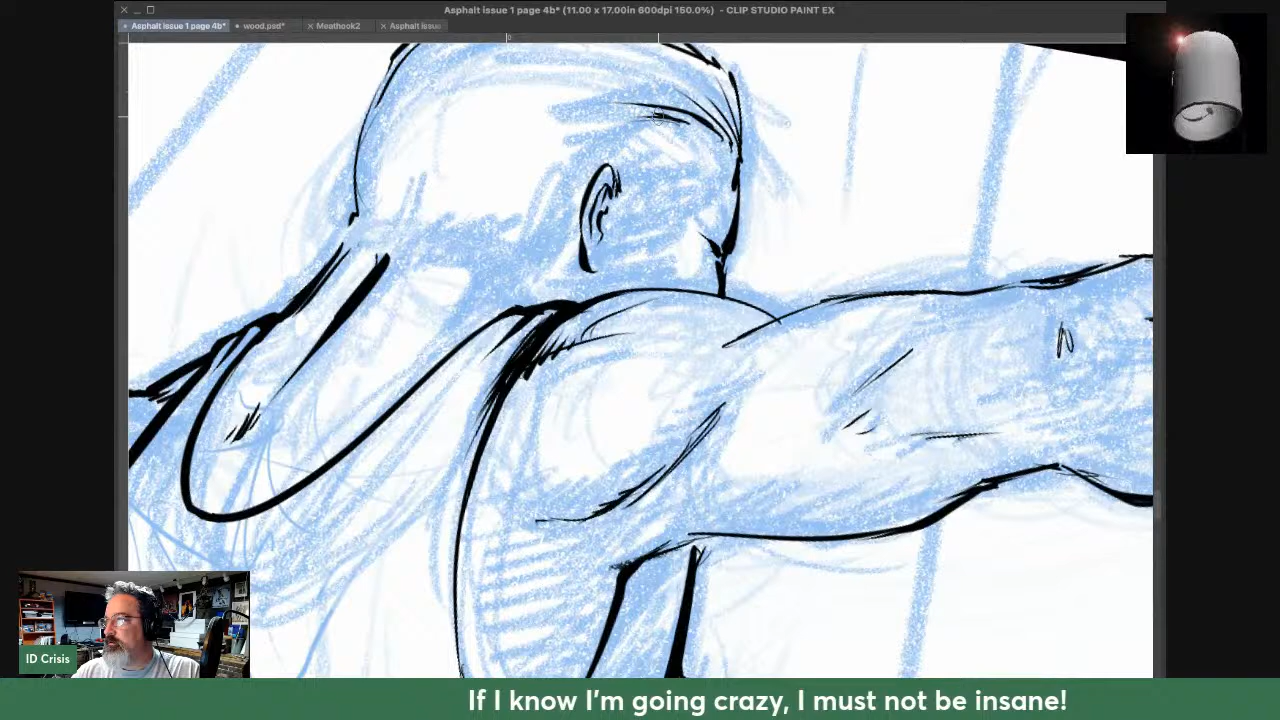 Asphalt issue 1 page 4b* (11.00 x 17.00in 600dpi 150.0%) - CLIP STUDIO PAINT EX
Asphalt issue 1 page 4b* wood.psd* Meathook2 Asphalt issue
0
ID Crisis
If I know I'm going crazy, I must not be insane!